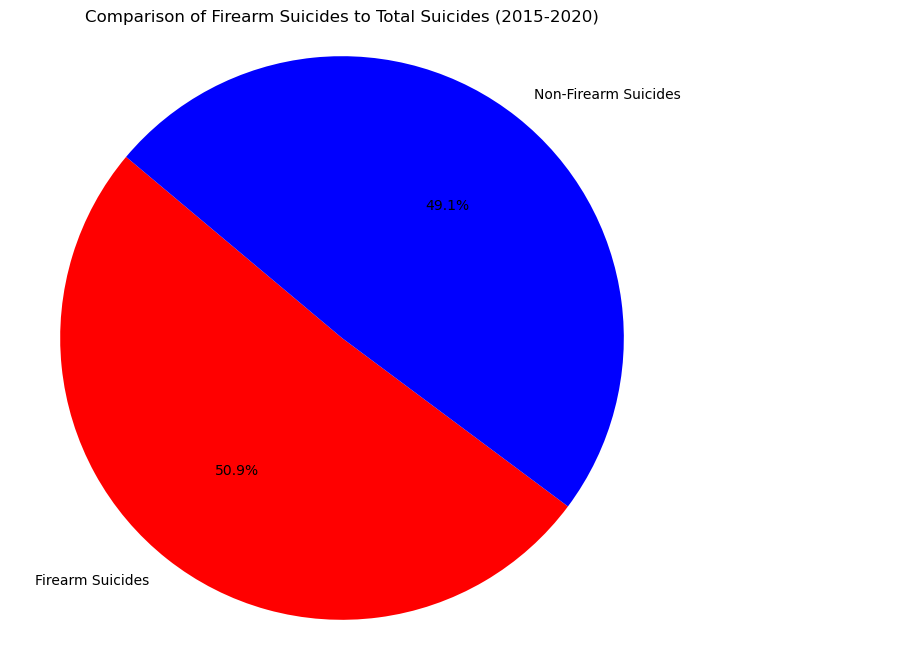 Comparison of Firearm Suicides to Total Suicides (2015-2020)
Non-Firearm Suicides
49.1%
50.9%
Firearm Suicides